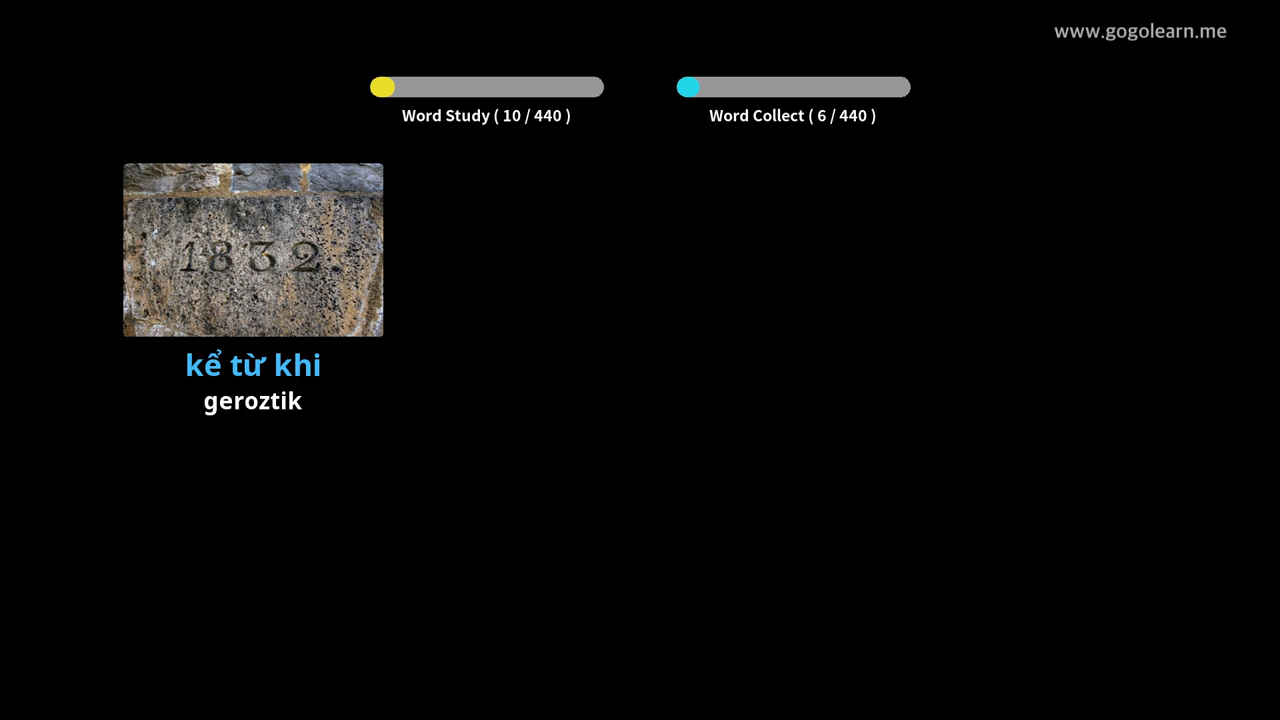 www.gogolearn.me
Word Study ( 10 / 440 )
Word Collect ( 6 / 440 )
1832.
kể từ khi
geroztik